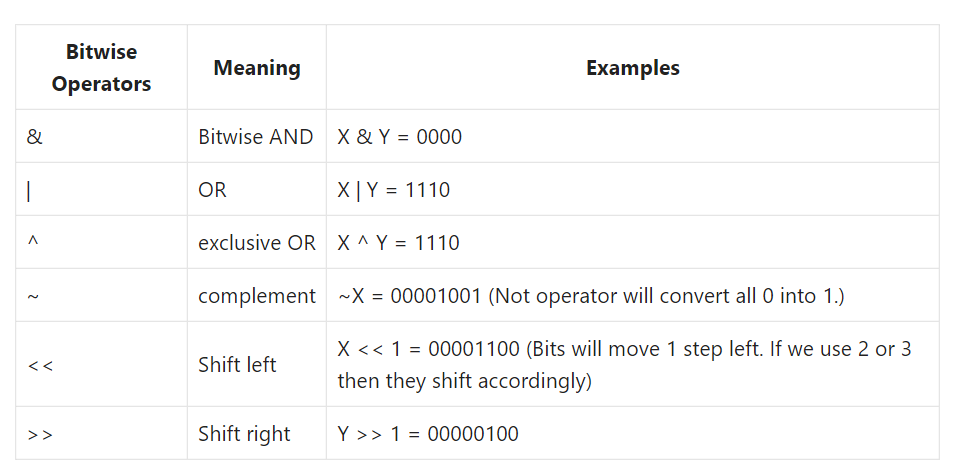 Bitwise
Operators
Meaning
Examples
&
Bitwise AND
X & Y = 0000
|
OR
X | Y = 1110
^
exclusive OR
X ^ Y = 1110
~
complement
~X = 00001001 (Not operator will convert all 0 into 1.)
<<
Shift left
X << 1 = 00001100 (Bits will move 1 step left. If we use 2 or 3
then they shift accordingly)
>>
Shift right
Y >> 1 = 00000100